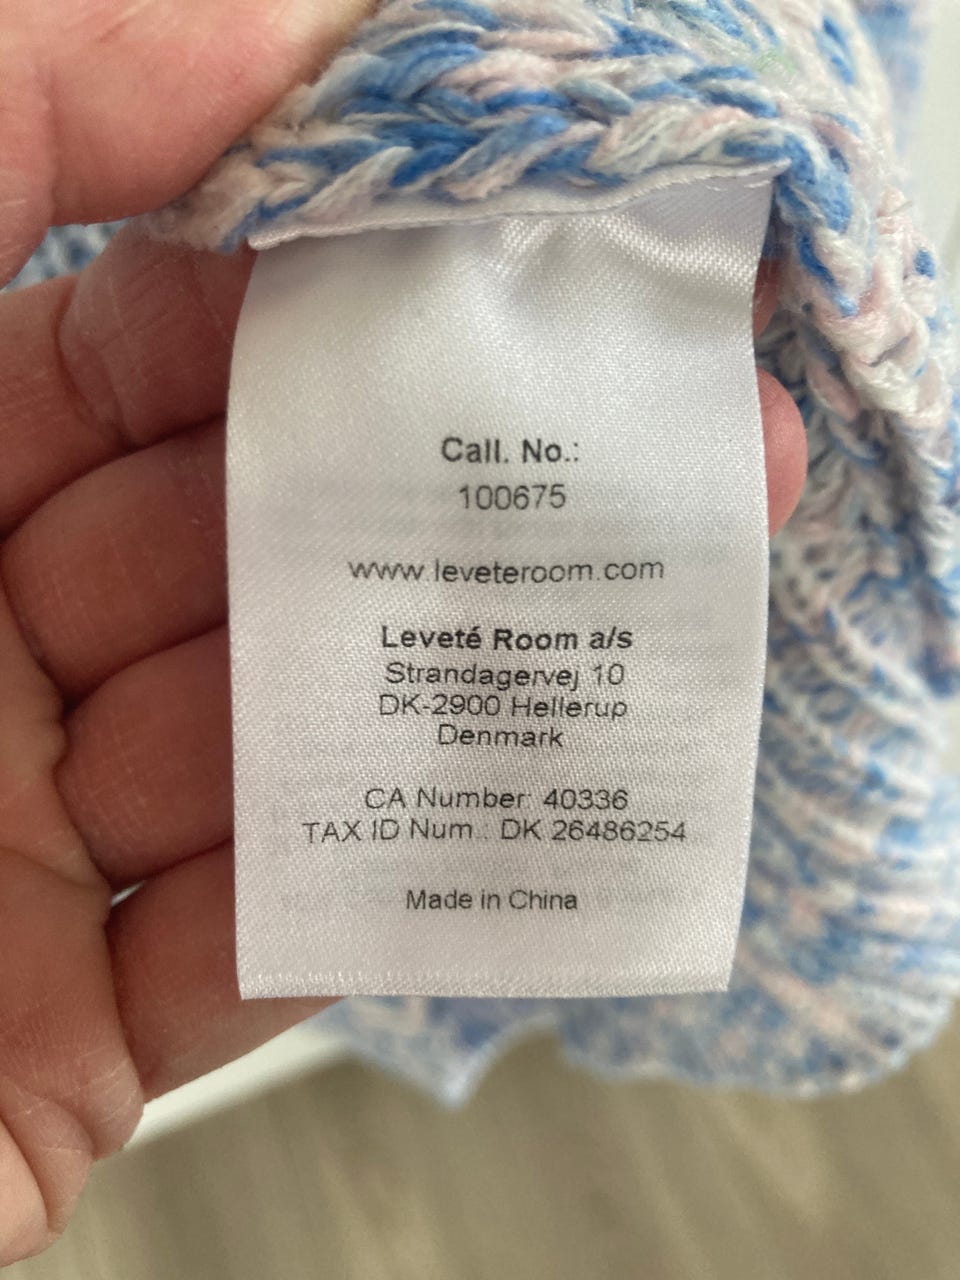 Call. No.:
100675
www.leveteroom.com
Leveté Room a/s
Strandagervej 10
DK-2900 Hellerup
Denmark
CA Number: 40336
TAX ID Num.: DK 26486254
Made in China